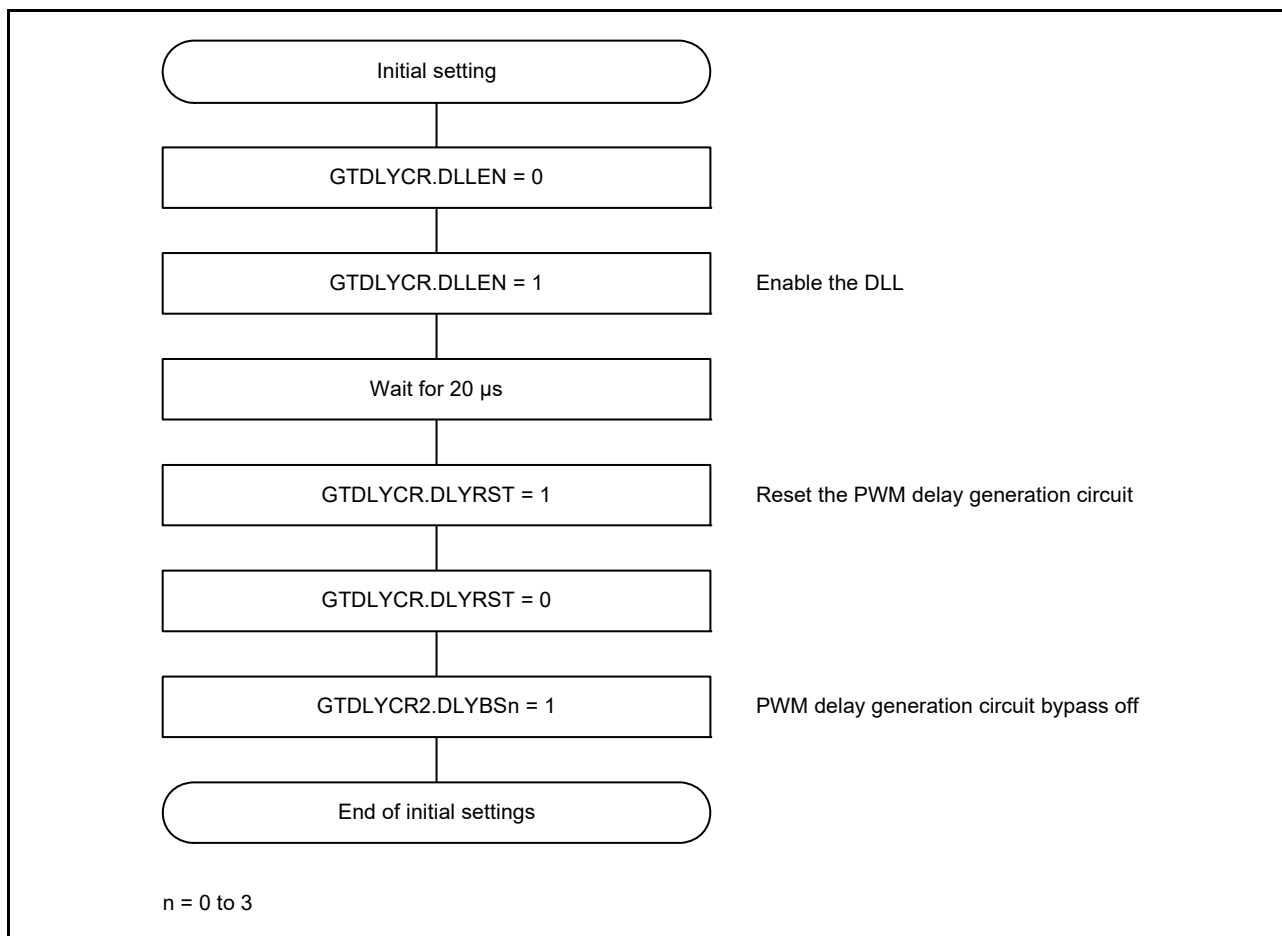 Initial setting
GTDLYCR.DLLEN = 0
GTDLYCR.DLLEN = 1
Enable the DLL
Wait for 20 µs
GTDLYCR.DLYRST = 1
Reset the PWM delay generation circuit
GTDLYCR.DLYRST = 0
GTDLYCR2.DLYBSn = 1
PWM delay generation circuit bypass off
End of initial settings
n = 0 to 3